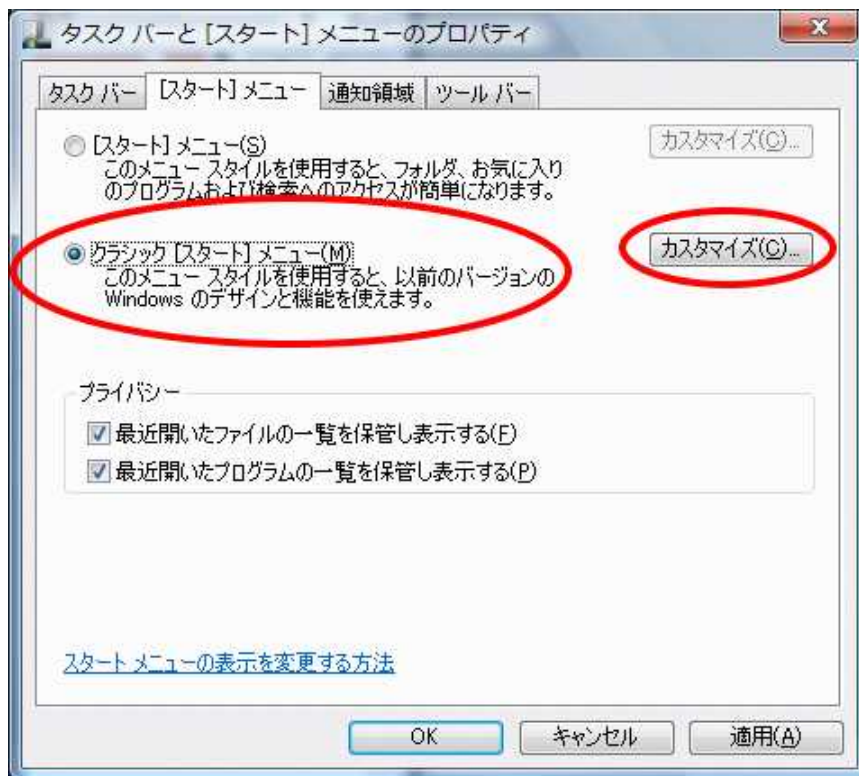 タスク バーと [スタート] メニューのプロパティ
タスク バー [スタート] メニュー 通知領域 ツール バー
[スタート] メニュー(S) カスタマイズ(C)...
このメニュー スタイルを使用すると、フォルダ、お気に入り
のプログラムおよび検索へのアクセスが簡単になります。
クラシック [スタート] メニュー(M) カスタマイズ(C)...
このメニュー スタイルを使用すると、以前のバージョンの
Windows のデザインと機能を使えます。
プライバシー
最近開いたファイルの一覧を保管し表示する(F)
最近開いたプログラムの一覧を保管し表示する(P)
スタート メニューの表示を変更する方法
OK キャンセル 適用(A)